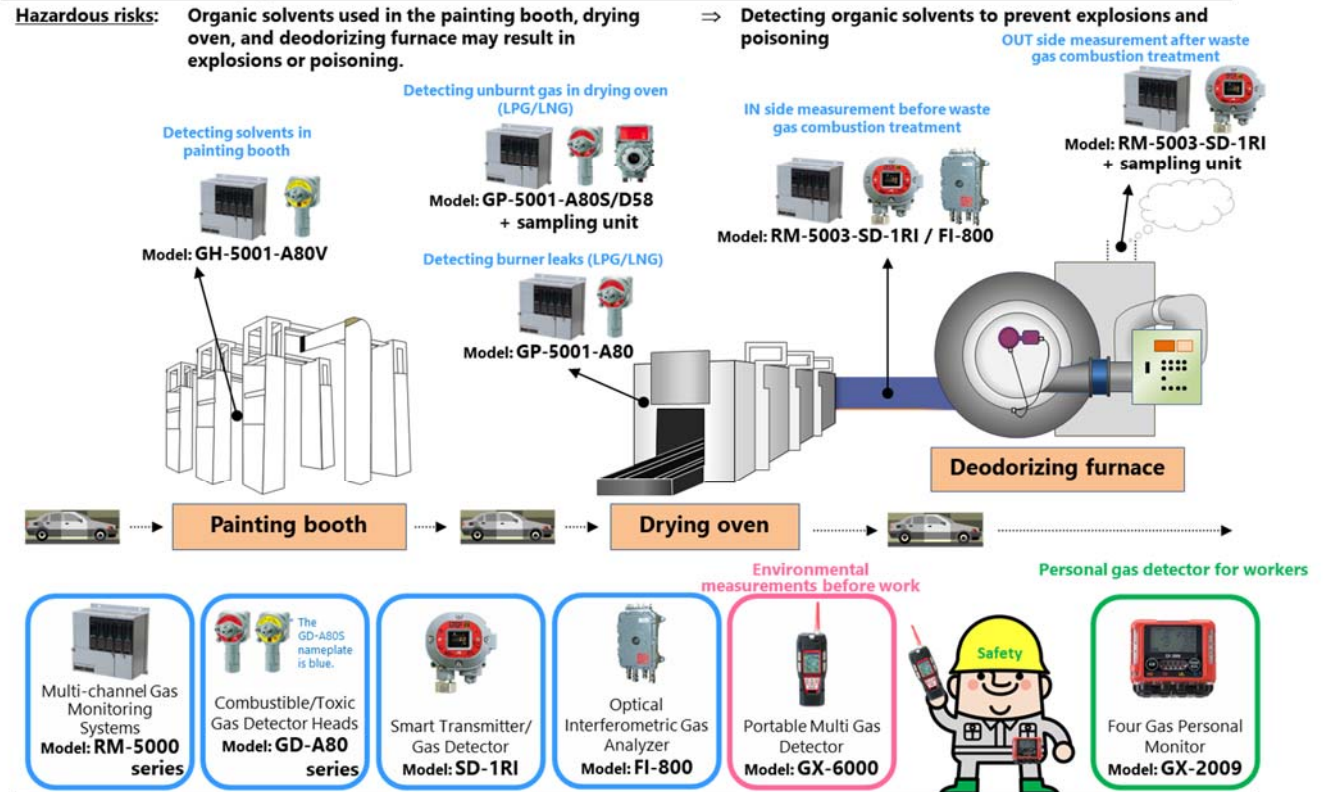 Hazardous risks: Organic solvents used in the painting booth, drying
oven, and deodorizing furnace may result in
explosions or poisoning.
⇒ Detecting organic solvents to prevent explosions and
poisoning
OUT side measurement after waste
gas combustion treatment
Model: RM-5003-SD-1RI
+ sampling unit
Detecting unburnt gas in drying oven
(LPG/LNG)
Model: GP-5001-A80S/D58
+ sampling unit
IN side measurement before waste
gas combustion treatment
Model: RM-5003-SD-1RI / FI-800
Detecting solvents in
painting booth
Model: GH-5001-A80V
Detecting burner leaks (LPG/LNG)
Model: GP-5001-A80
Deodorizing furnace
Painting booth
Drying oven
Environmental
measurements before work
Personal gas detector for workers
Multi-channel Gas
Monitoring
Systems
Model: RM-5000
series
The
GD-A80S
nameplate
is blue.
Combustible/Toxic
Gas Detector Heads
Model: GD-A80
series
Smart Transmitter/
Gas Detector
Model: SD-1RI
Optical
Interferometric Gas
Analyzer
Model: FI-800
Portable Multi Gas
Detector
Model: GX-6000
Safety
Four Gas Personal
Monitor
Model: GX-2009